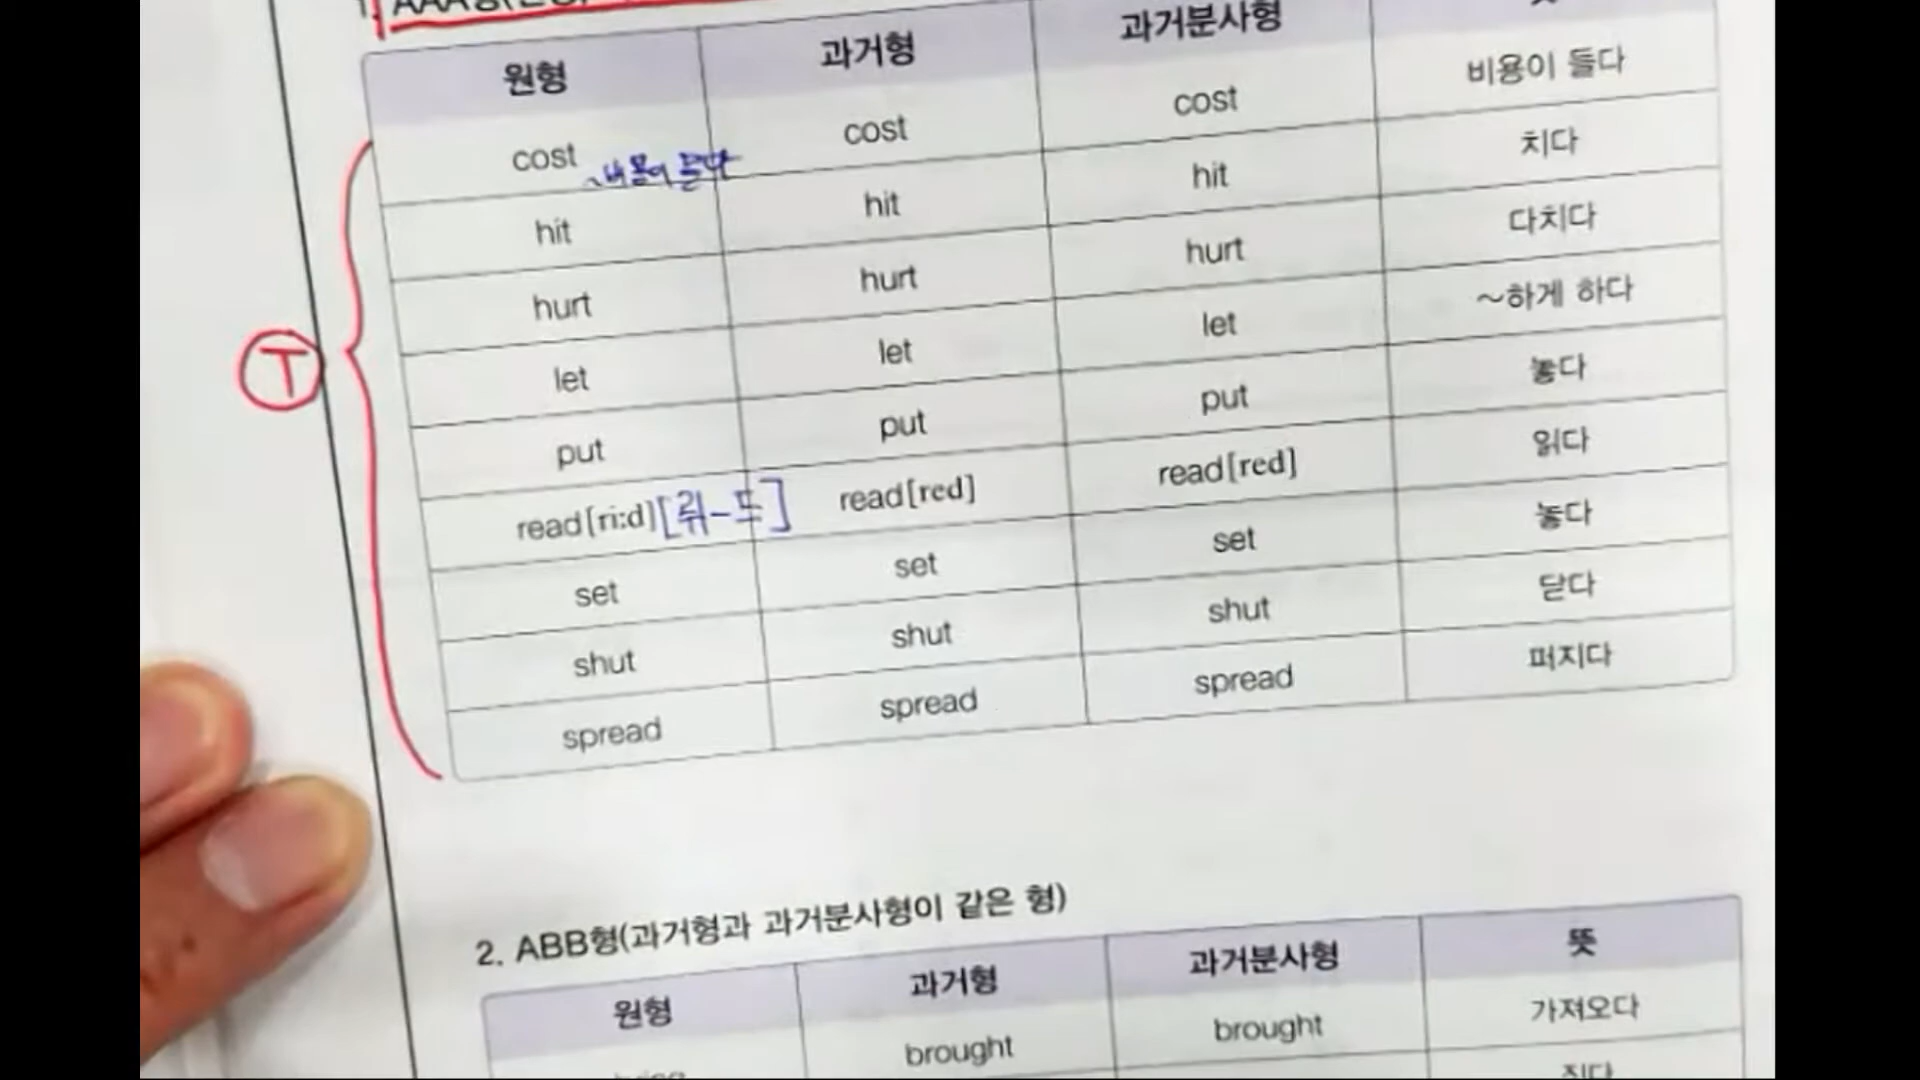 원형 과거형 과거분사형
cost cost cost 비용이 들다
~비용이 들다
hit hit hit 치다
hurt hurt hurt 다치다
let let let ~하게 하다
T
put put put 놓다
read[ri:d][뤼-드] read[red] read[red] 읽다
set set set 놓다
shut shut shut 닫다
spread spread spread 퍼지다
2. ABB형(과거형과 과거분사형이 같은 형)
원형 과거형 과거분사형 뜻
brought brought 가져오다